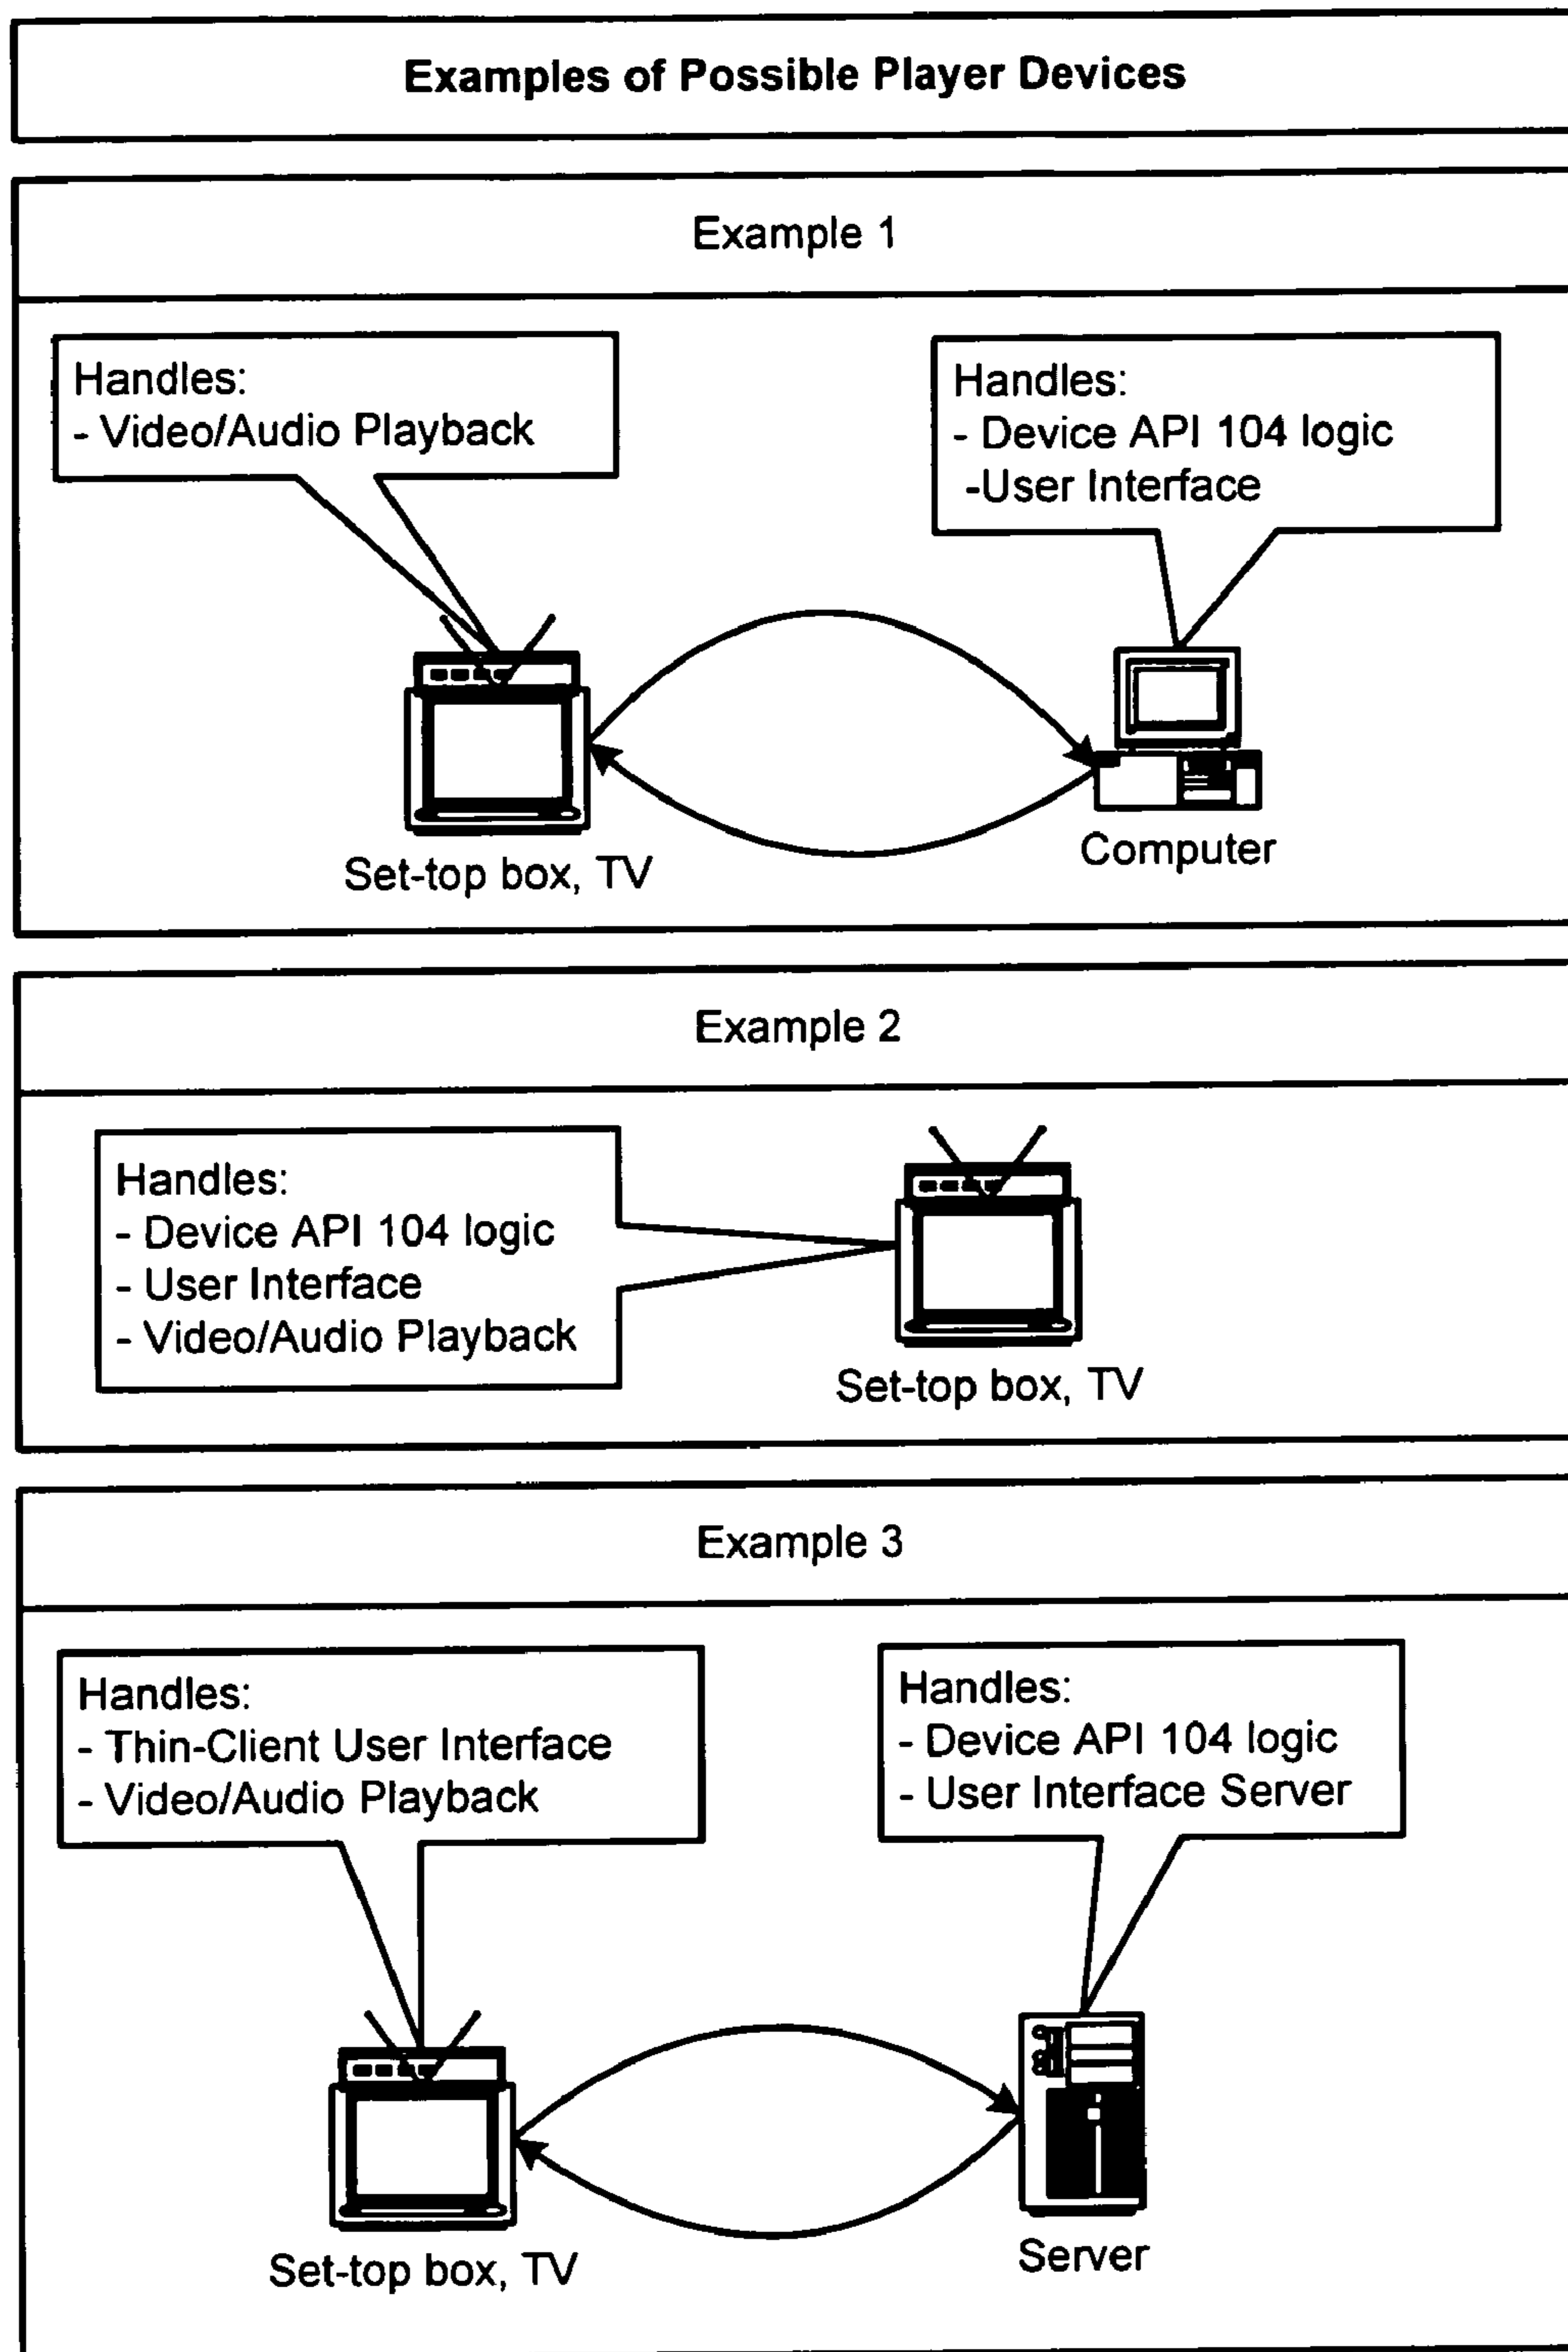 Examples of Possible Player Devices
Example 1
Handles:
- Video/Audio Playback
Handles:
- Device API 104 logic
-User Interface
Set-top box, TV
Computer
Example 2
Handles:
- Device API 104 logic
- User Interface
- Video/Audio Playback
Set-top box, TV
Example 3
Handles:
- Thin-Client User Interface
- Video/Audio Playback
Handles:
- Device API 104 logic
- User Interface Server
Set-top box, TV
Server